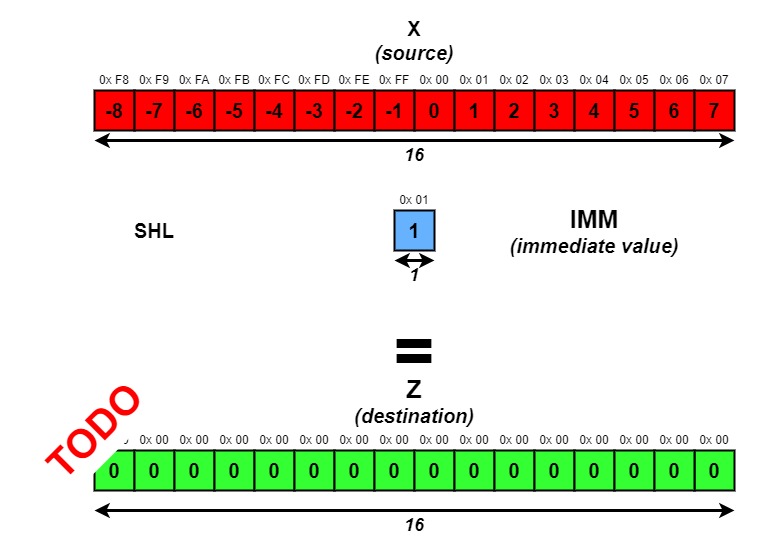 X
(source)
0x F8 0x F9 0x FA 0x FB 0x FC 0x FD 0x FE 0x FF 0x 00 0x 01 0x 02 0x 03 0x 04 0x 05 0x 06 0x 07
-8 -7 -6 -5 -4 -3 -2 -1 0 1 2 3 4 5 6 7
16
0x 01
SHL 1 IMM
(immediate value)
1
=
Z
(destination)
TODO
0x 00 0x 00 0x 00 0x 00 0x 00 0x 00 0x 00 0x 00 0x 00 0x 00 0x 00 0x 00 0x 00 0x 00 0x 00
0 0 0 0 0 0 0 0 0 0 0 0 0 0 0 0
16